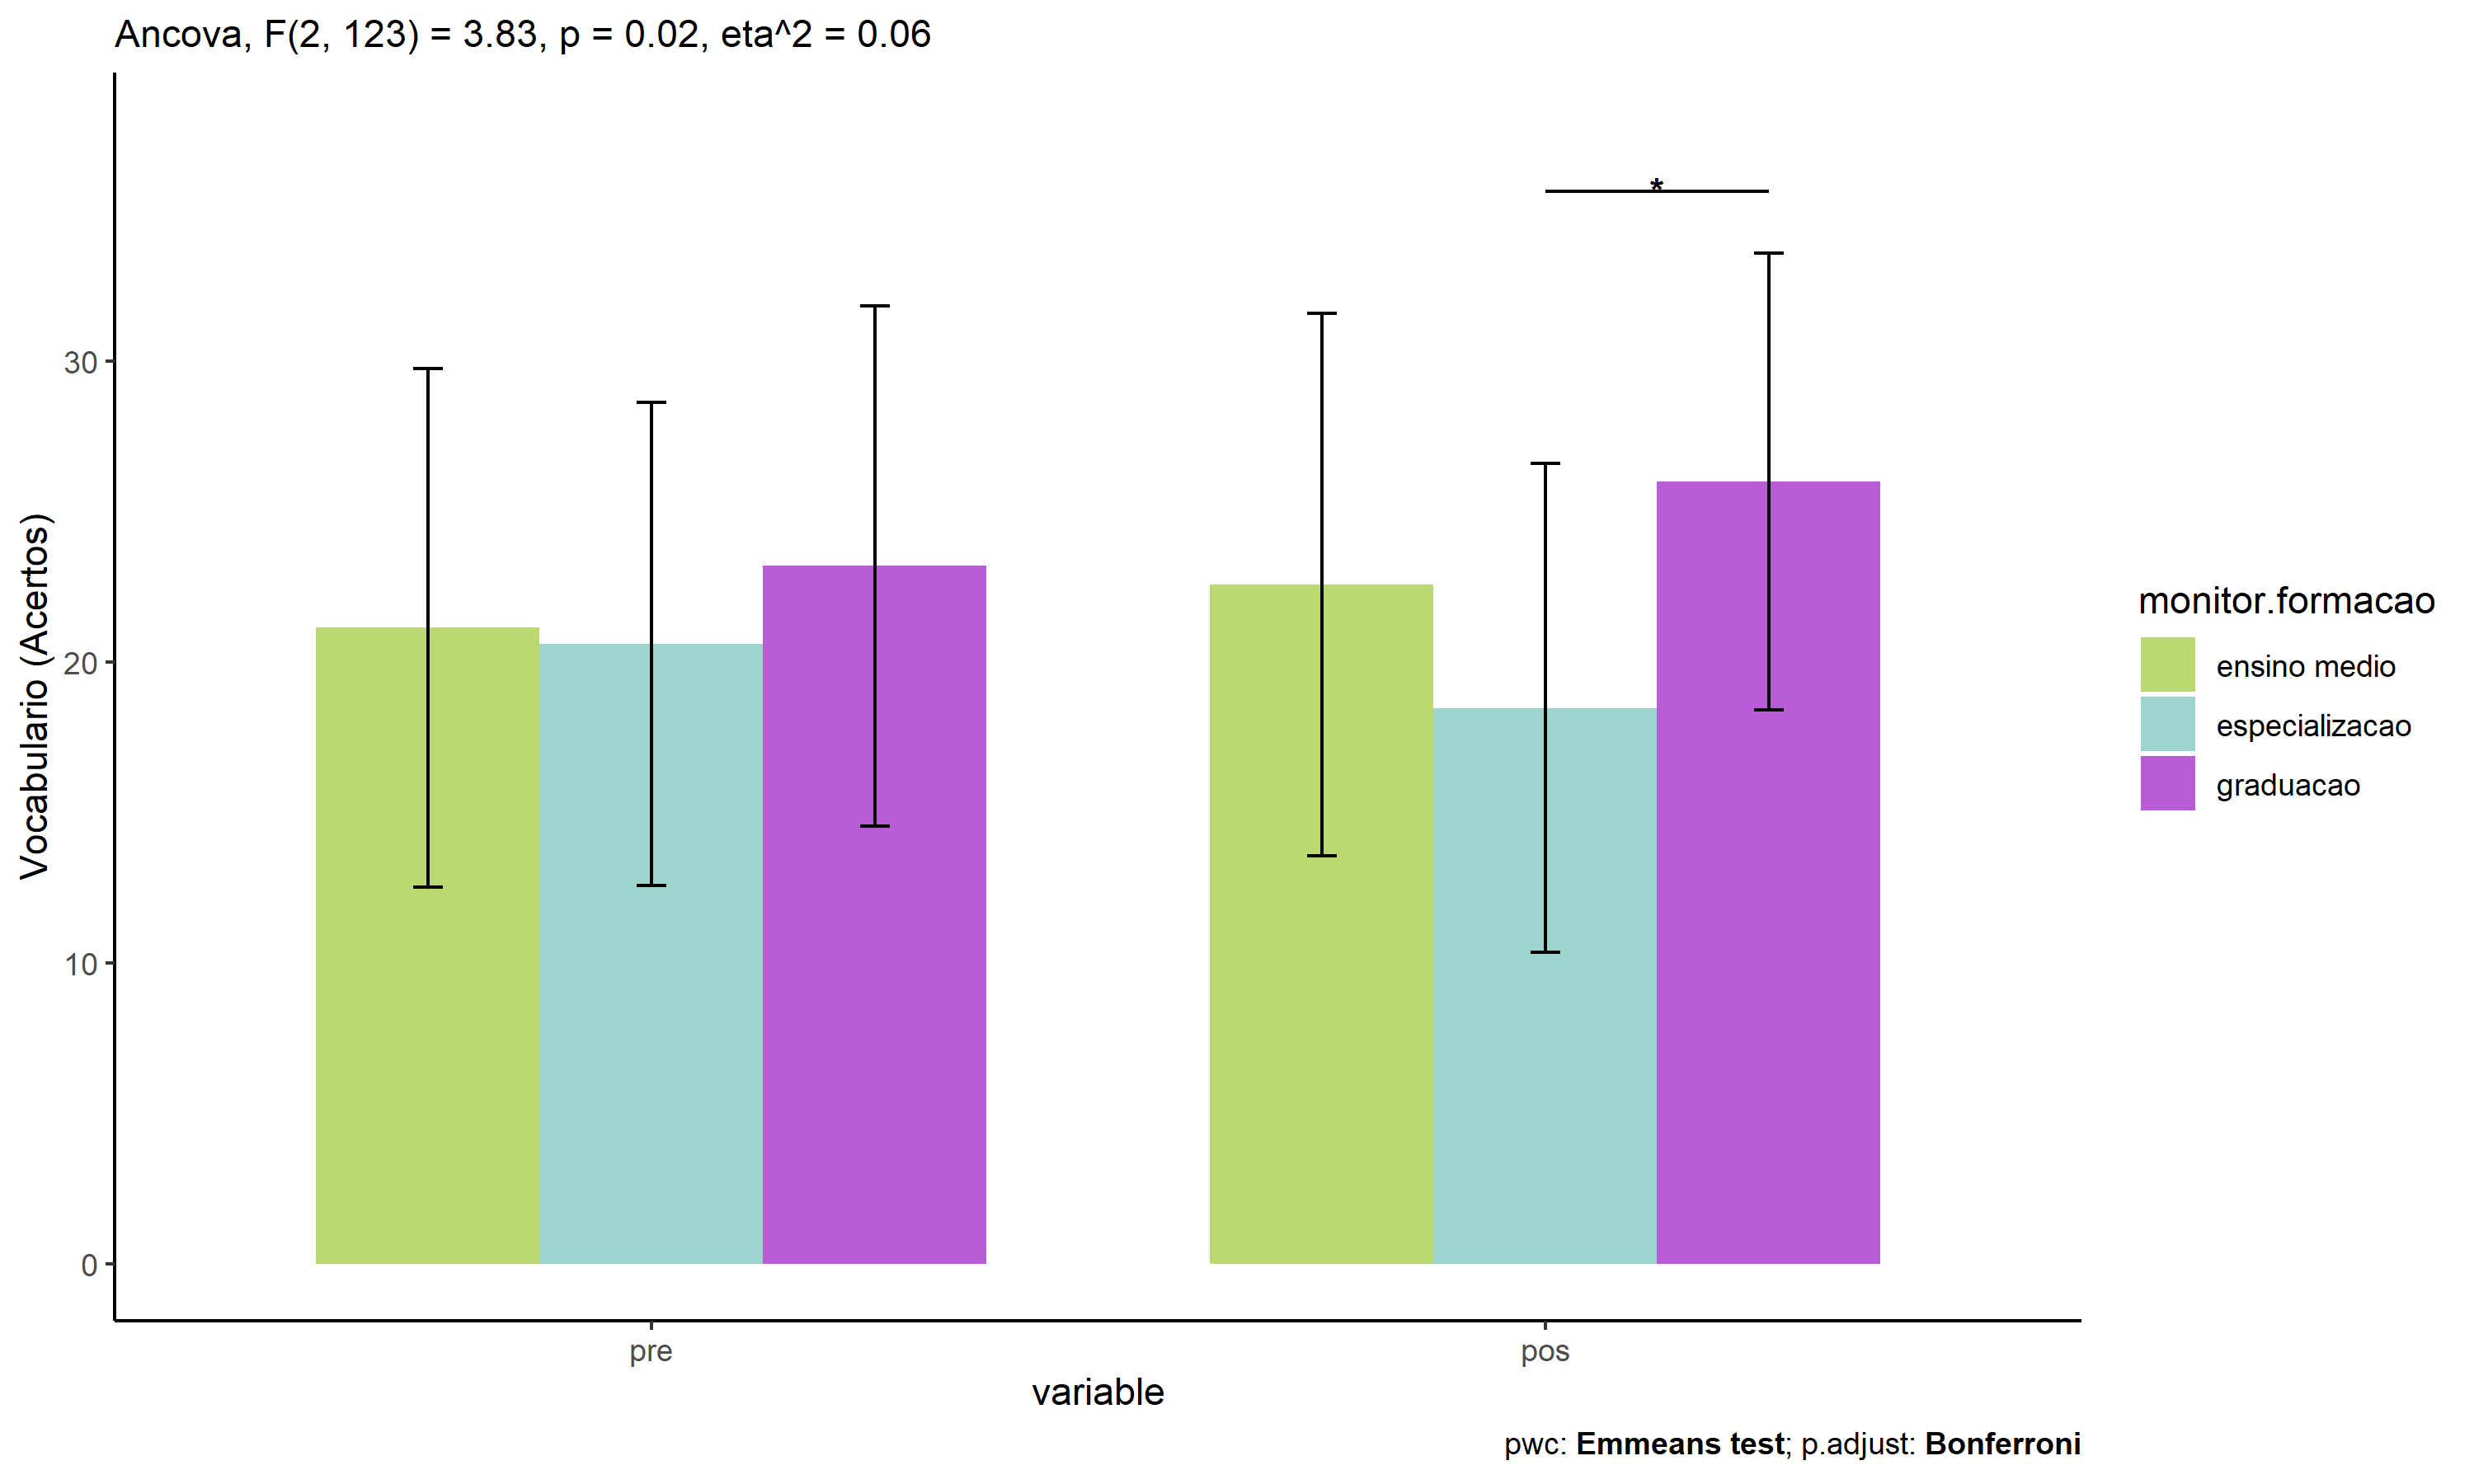 Ancova, F(2, 123) = 3.83, p = 0.02, eta^2 = 0.06
*
Vocabulario (Acertos)
30
20
10
0
pre
pos
variable
monitor.formacao
ensino medio
especializacao
graduacao
pwc: Emmeans test; p.adjust: Bonferroni